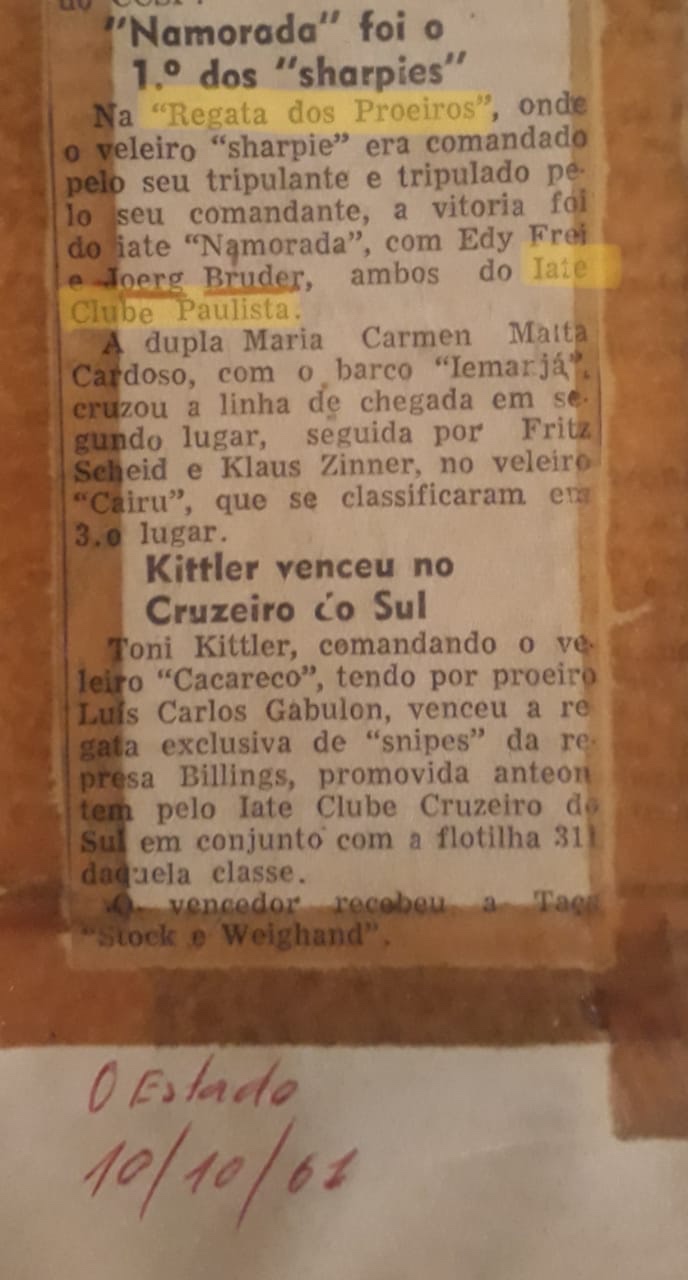 "Namorada" foi o
1.º dos "sharpies"
Na "Regata dos Proeiros", onde
o veleiro "sharpie" era comandado
pelo seu tripulante e tripulado pe-
lo seu comandante, a vitoria foi
do iate "Namorada", com Edy Frei
e Joerg Bruder, ambos do Iate
Clube Paulista.
A dupla Maria Carmen Malta
Cardoso, com o barco "Iemanjá",
cruzou a linha de chegada em se-
gundo lugar, seguida por Fritz
Scheid e Klaus Zinner, no veleiro
"Cairu", que se classificaram em
3.o lugar.
Kittler venceu no
Cruzeiro do Sul
Toni Kittler, comandando o ve-
leiro "Cacareco", tendo por proeiro
Luís Carlos Gabulon, venceu a re
gata exclusiva de "snipes" da re-
presa Billings, promovida anteon
tem pelo Iate Clube Cruzeiro do
Sul em conjunto com a flotilha 311
daquela classe.
O vencedor recebeu a Taça
"Stock e Weighand".
O Estado
10/10/61